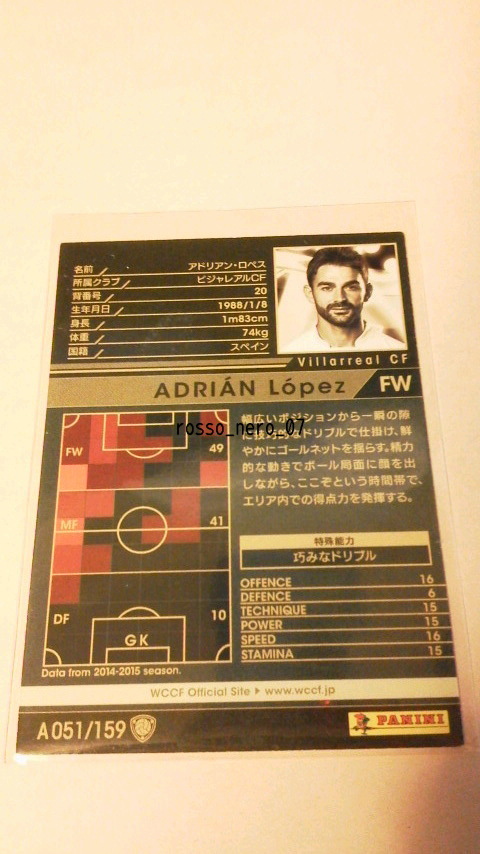 名前 アドリアン・ロペス
所属クラブ ビジャレアルCF
背番号 20
生年月日 1988/1/8
身長 1m83cm
体重 74kg
国籍 スペイン
Villarreal CF
ADRIÁN López FW
rosso_nero_07
FW 49
MF 41
DF 10
GK
Data from 2014-2015 season.
幅広いポジションから一瞬の隙
に技巧的なドリブルで仕掛け、鮮
やかにゴールネットを揺らす。精力
的な動きでボール局面に顔を出
しながら、ここぞという時間帯で、
エリア内での得点力を発揮する。
特殊能力
巧みなドリブル
OFFENCE 16
DEFENCE 6
TECHNIQUE 15
POWER 15
SPEED 16
STAMINA 15
WCCF Official Site ▶ www.wccf.jp
A051/159
PANINI